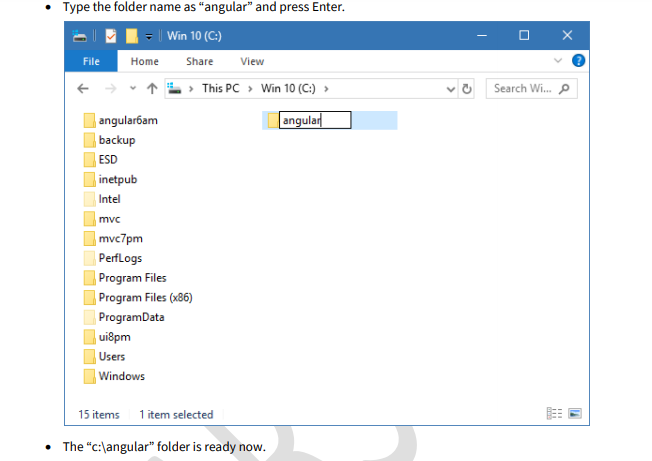 • Type the folder name as “angular” and press Enter.
Win 10 (C:)
File Home Share View
This PC > Win 10 (C:) > Search Wi...
angular6am
angular
backup
ESD
inetpub
Intel
mvc
mvc7pm
PerfLogs
Program Files
Program Files (x86)
ProgramData
ui8pm
Users
Windows
15 items 1 item selected
• The “c:\angular” folder is ready now.